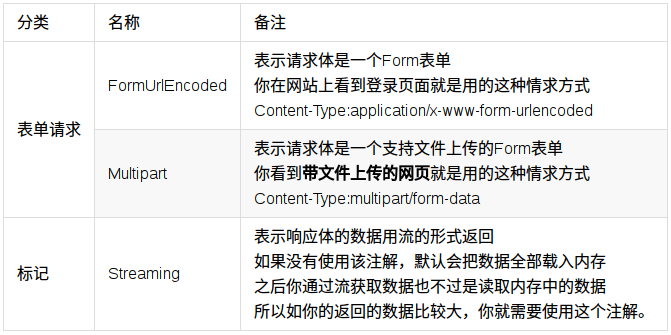 分类 名称 备注
表单请求
FormUrlEncoded
表示请求体是一个Form表单
你在网站上看到登录页面就是用的这种情求方式
Content-Type:application/x-www-form-urlencoded
Multipart
表示请求体是一个支持文件上传的Form表单
你看到带文件上传的网页就是用的这种情求方式
Content-Type:multipart/form-data
标记
Streaming
表示响应体的数据用流的形式返回
如果没有使用该注解，默认会把数据全部载入内存
之后你通过流获取数据也不过是读取内存中的数据
所以如你的返回的数据比较大，你就需要使用这个注解。